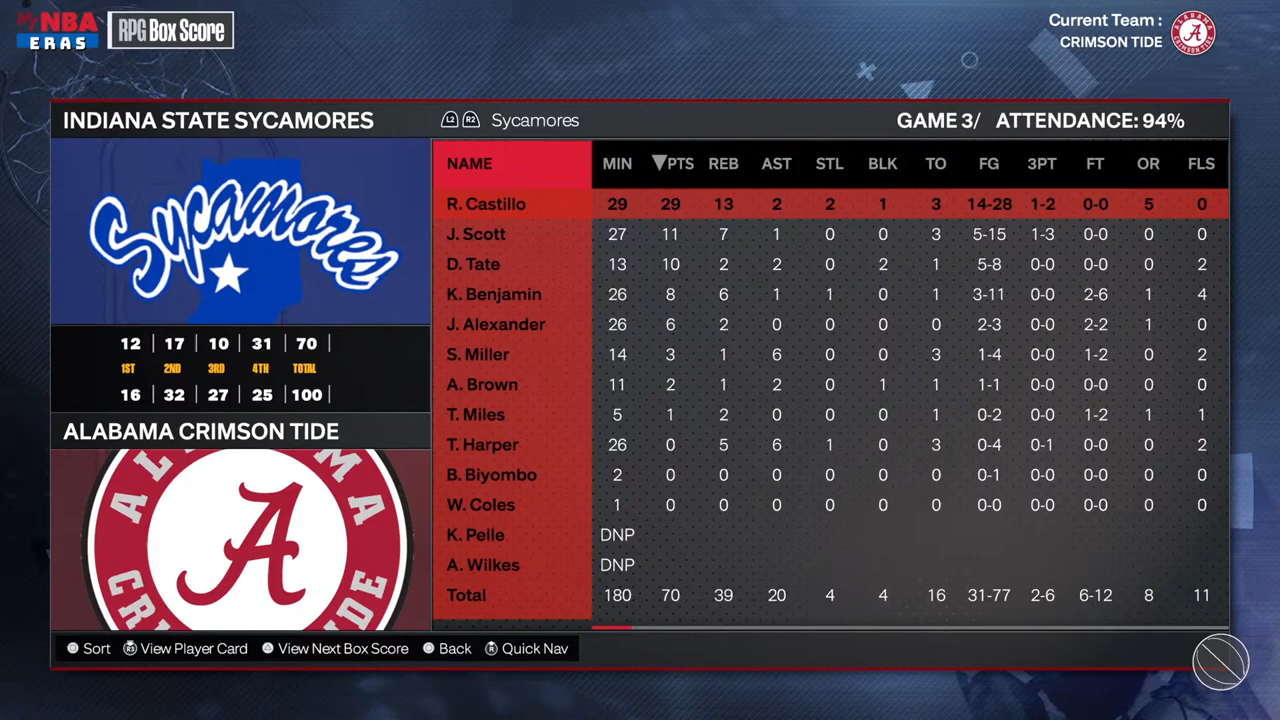 MyNBA ERAS RPG Box Score
Current Team :
CRIMSON TIDE
INDIANA STATE SYCAMORES
L2 R2 Sycamores
GAME 3/ ATTENDANCE: 94%
Sycamores
12 17 10 31 70
1ST 2ND 3RD 4TH TOTAL
16 32 27 25 100
ALABAMA CRIMSON TIDE
ALABAMA CRIMSON TIDE
A
NAME MIN PTS REB AST STL BLK TO FG 3PT FT OR FLS
R. Castillo 29 29 13 2 2 1 3 14-28 1-2 0-0 5 0
J. Scott 27 11 7 1 0 0 3 5-15 1-3 0-0 0 0
D. Tate 13 10 2 2 0 2 1 5-8 0-0 0-0 0 2
K. Benjamin 26 8 6 1 1 0 1 3-11 0-0 2-6 1 4
J. Alexander 26 6 2 0 0 0 0 2-3 0-0 2-2 1 0
S. Miller 14 3 1 6 0 0 3 1-4 0-0 1-2 0 2
A. Brown 11 2 1 2 0 1 1 1-1 0-0 0-0 0 0
T. Miles 5 1 2 0 0 0 1 0-2 0-0 1-2 1 1
T. Harper 26 0 5 6 1 0 3 0-4 0-1 0-0 0 2
B. Biyombo 2 0 0 0 0 0 0 0-1 0-0 0-0 0 0
W. Coles 1 0 0 0 0 0 0 0-0 0-0 0-0 0 0
K. Pelle DNP
A. Wilkes DNP
Total 180 70 39 20 4 4 16 31-77 2-6 6-12 8 11
Sort View Player Card View Next Box Score Back R Quick Nav